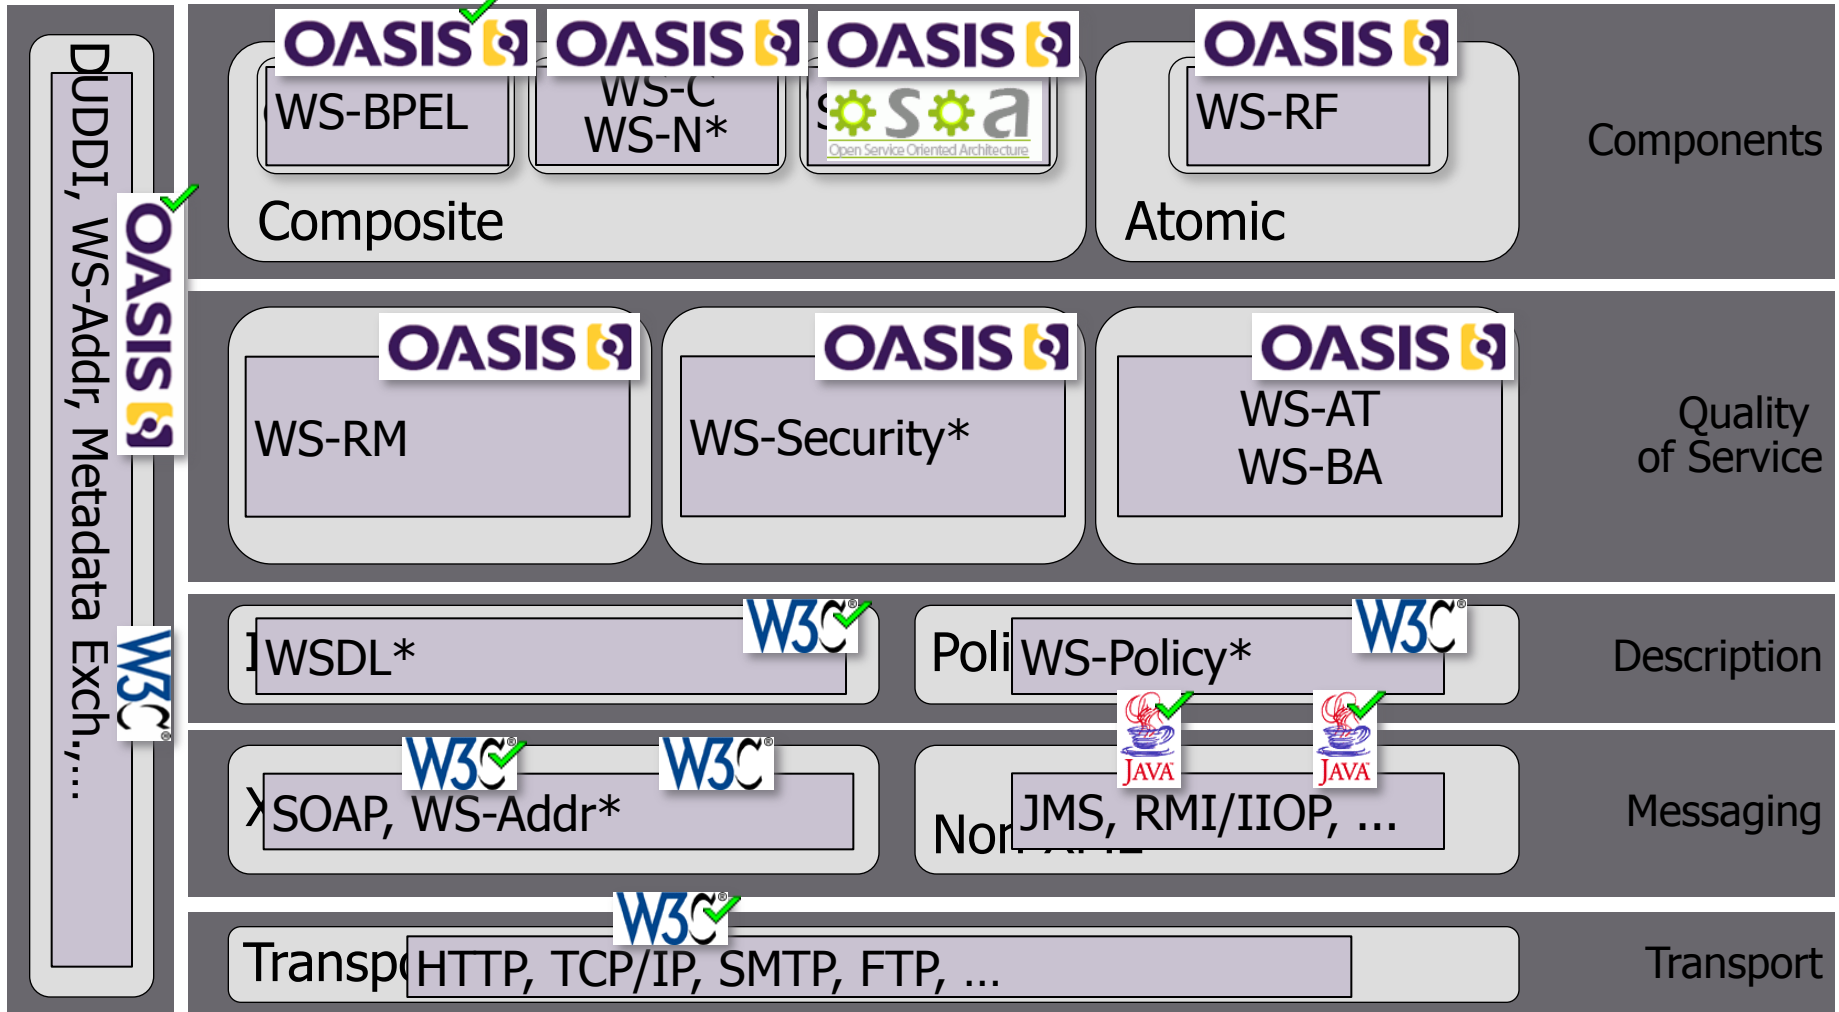 UDDI, WS-Addr, Metadata Exch.,...
OASIS
W3C®
OASIS
OASIS
OASIS
OASIS
WS-BPEL
WS-C
WS-N*
soa
Open Service Oriented Architecture
WS-RF
Components
Composite
Atomic
OASIS
OASIS
OASIS
WS-RM
WS-Security*
WS-AT
WS-BA
Quality
of Service
W3C®
W3C®
WSDL*
WS-Policy*
Description
W3C®
W3C®
JAVA
JAVA
SOAP, WS-Addr*
JMS, RMI/IIOP, ...
Messaging
W3C®
HTTP, TCP/IP, SMTP, FTP, ...
Transport